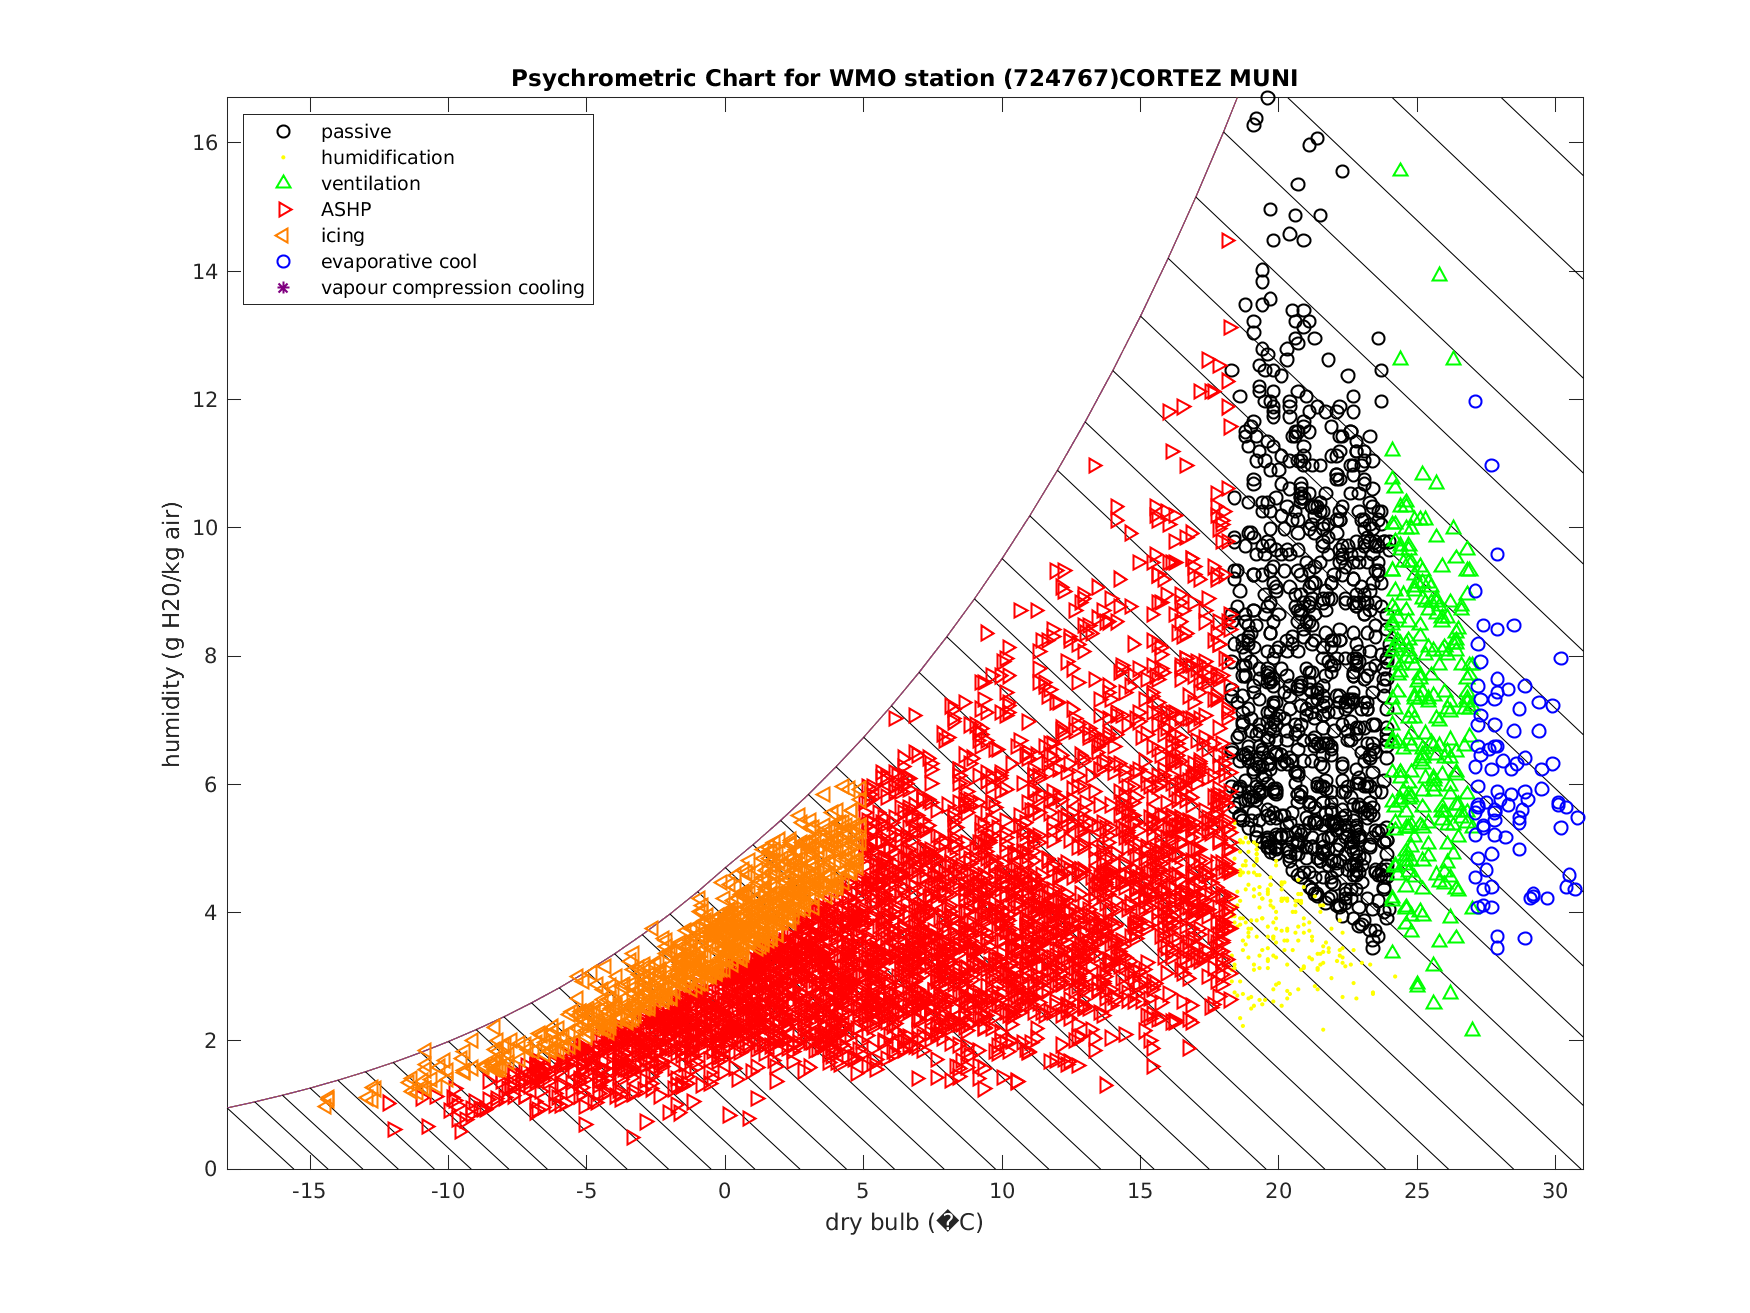 Psychrometric Chart for WMO station (724767)CORTEZ MUNI
passive
humidification
ventilation
ASHP
icing
evaporative cool
vapour compression cooling
humidity (g H20/kg air)
16
14
12
10
8
6
4
2
0
-15 -10 -5 0 5 10 15 20 25 30
dry bulb (�C)